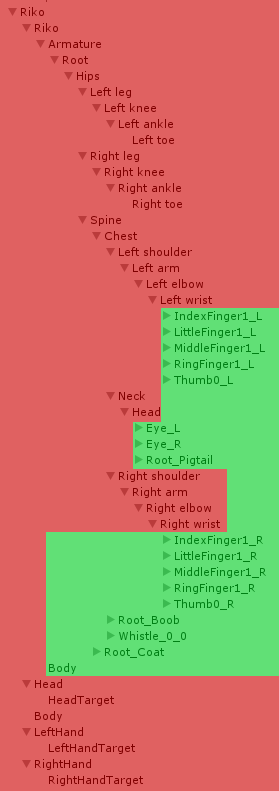 Riko
Riko
Armature
Root
Hips
Left leg
Left knee
Left ankle
Left toe
Right leg
Right knee
Right ankle
Right toe
Spine
Chest
Left shoulder
Left arm
Left elbow
Left wrist
IndexFinger1_L
LittleFinger1_L
MiddleFinger1_L
RingFinger1_L
Thumb0_L
Neck
Head
Eye_L
Eye_R
Root_Pigtail
Right shoulder
Right arm
Right elbow
Right wrist
IndexFinger1_R
LittleFinger1_R
MiddleFinger1_R
RingFinger1_R
Thumb0_R
Root_Boob
Whistle_0_0
Root_Coat
Body
Head
HeadTarget
Body
LeftHand
LeftHandTarget
RightHand
RightHandTarget